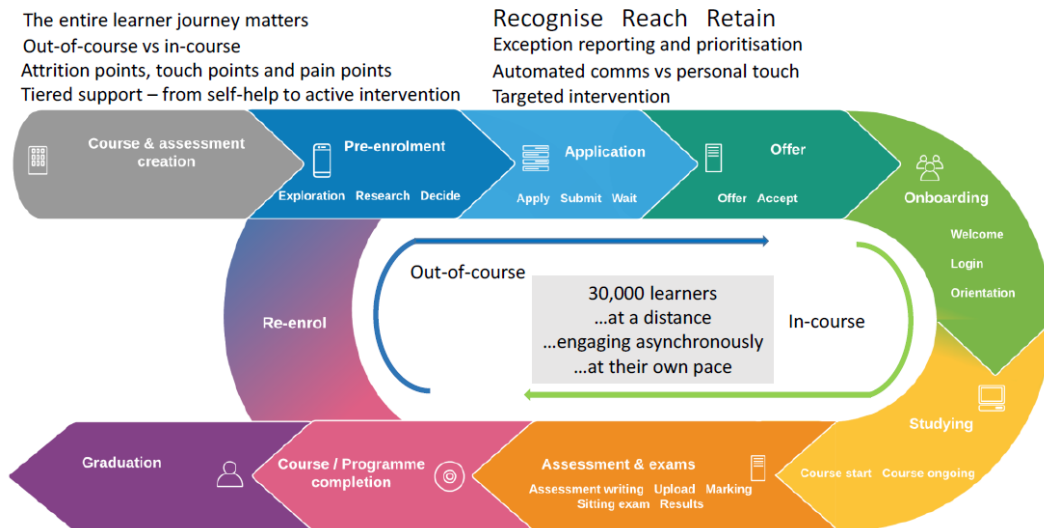 The entire learner journey matters
Out-of-course vs in-course
Attrition points, touch points and pain points
Tiered support – from self-help to active intervention
Recognise Reach Retain
Exception reporting and prioritisation
Automated comms vs personal touch
Targeted intervention
Course & assessment
creation
Pre-enrolment
Exploration Research Decide
Application
Apply Submit Wait
Offer
Offer Accept
Onboarding
Welcome
Login
Orientation
Out-of-course
30,000 learners
...at a distance
...engaging asynchronously
...at their own pace
In-course
Re-enrol
Studying
Course start Course ongoing
Assessment & exams
Assessment writing Upload Marking
Sitting exam Results
Course / Programme
completion
Graduation